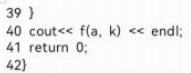 39 }
40 cout<< f(a, k) << endl;
41 return 0;
42}